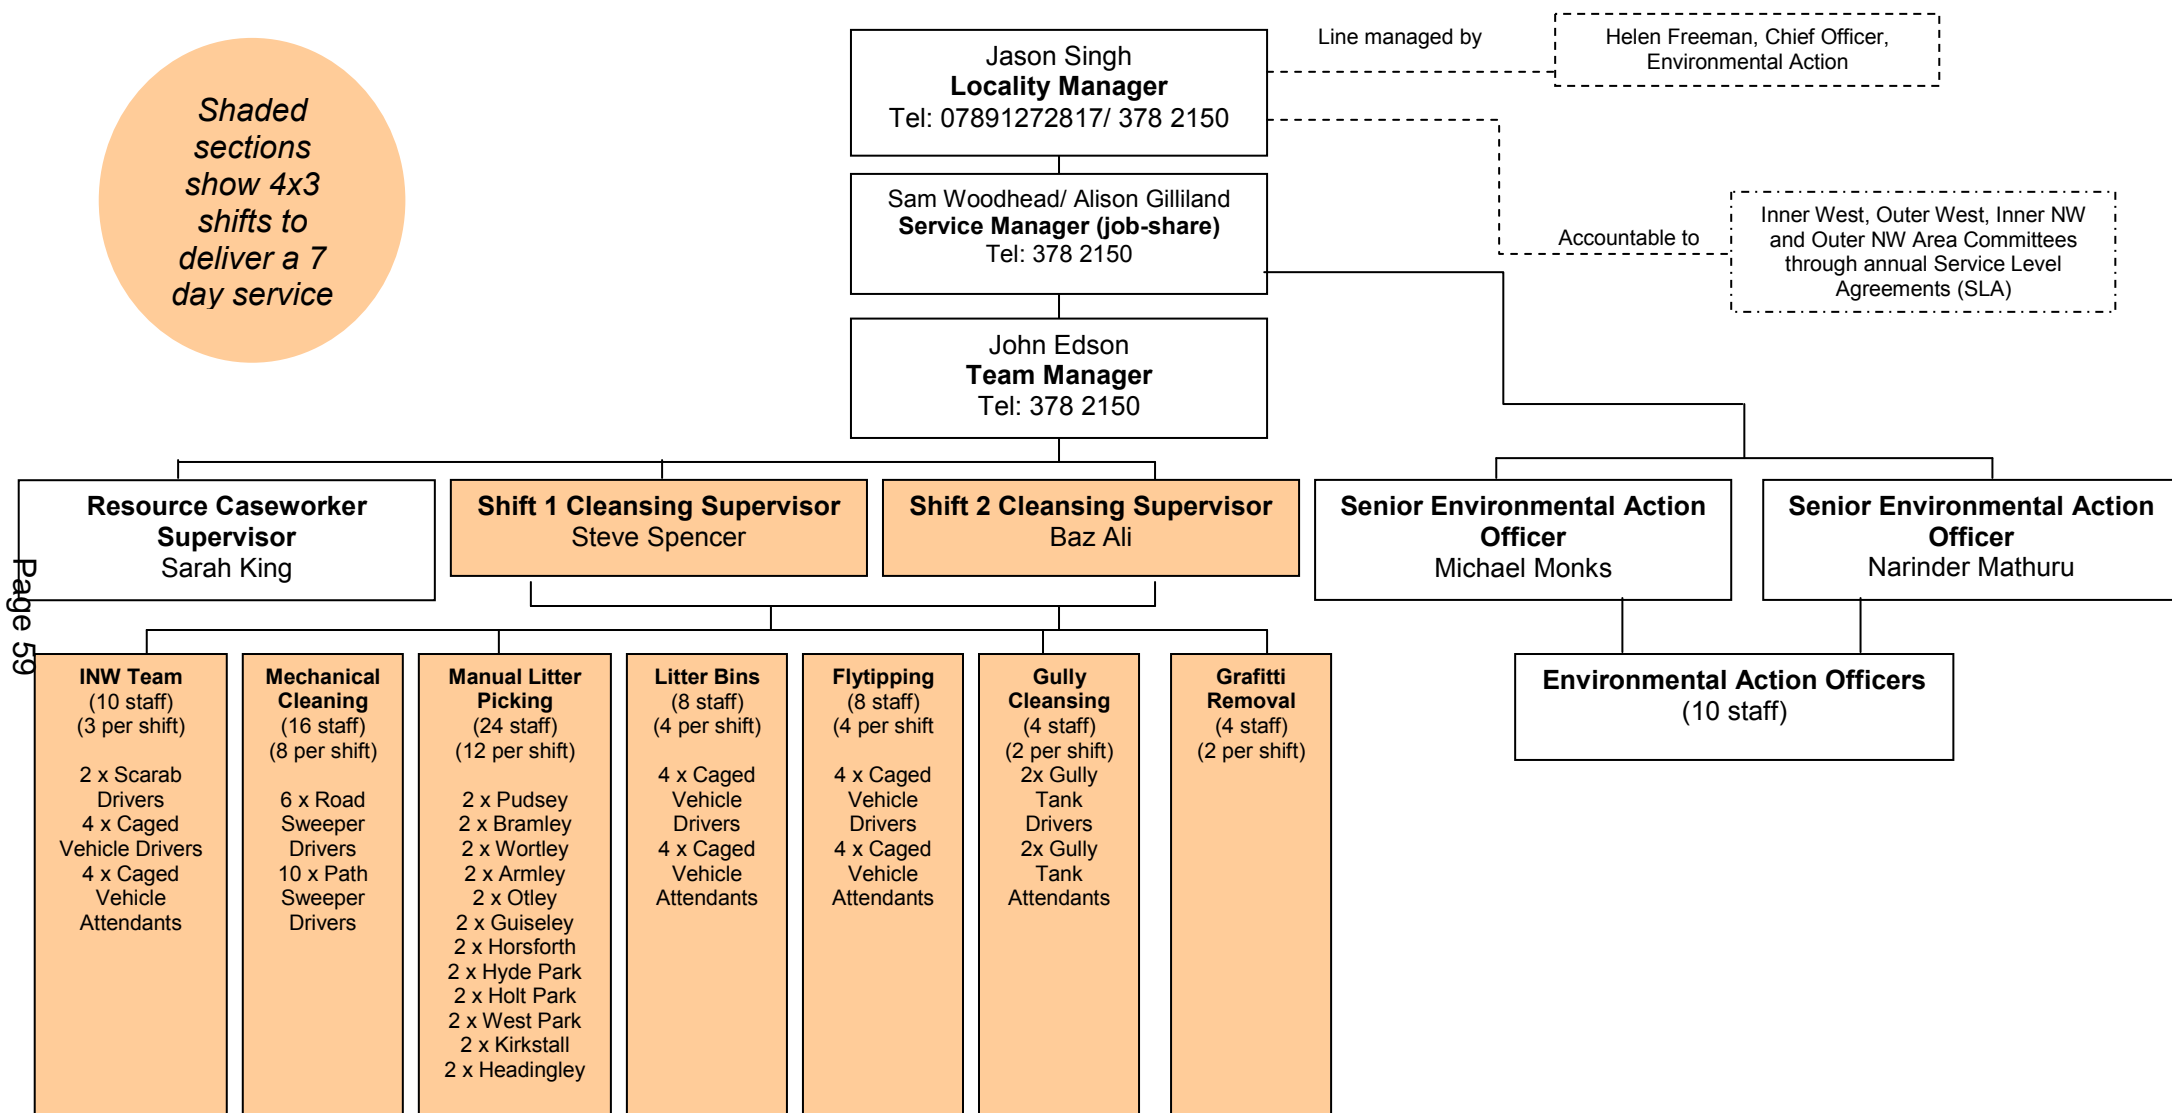 Shaded
sections
show 4x3
shifts to
deliver a 7
day service
Jason Singh
Locality Manager
Tel: 07891272817/ 378 2150
Line managed by
Helen Freeman, Chief Officer,
Environmental Action
Sam Woodhead/ Alison Gilliland
Service Manager (job-share)
Tel: 378 2150
Accountable to
Inner West, Outer West, Inner NW
and Outer NW Area Committees
through annual Service Level
Agreements (SLA)
John Edson
Team Manager
Tel: 378 2150
Resource Caseworker
Supervisor
Sarah King
Shift 1 Cleansing Supervisor
Steve Spencer
Shift 2 Cleansing Supervisor
Baz Ali
Senior Environmental Action
Officer
Michael Monks
Senior Environmental Action
Officer
Narinder Mathuru
Page 59
INW Team
(10 staff)
(3 per shift)
2 x Scarab
Drivers
4 x Caged
Vehicle Drivers
4 x Caged
Vehicle
Attendants
Mechanical
Cleaning
(16 staff)
(8 per shift)
6 x Road
Sweeper
Drivers
10 x Path
Sweeper
Drivers
Manual Litter
Picking
(24 staff)
(12 per shift)
2 x Pudsey
2 x Bramley
2 x Wortley
2 x Armley
2 x Otley
2 x Guiseley
2 x Horsforth
2 x Hyde Park
2 x Holt Park
2 x West Park
2 x Kirkstall
2 x Headingley
Litter Bins
(8 staff)
(4 per shift)
4 x Caged
Vehicle
Drivers
4 x Caged
Vehicle
Attendants
Flytipping
(8 staff)
(4 per shift
4 x Caged
Vehicle
Drivers
4 x Caged
Vehicle
Attendants
Gully
Cleansing
(4 staff)
(2 per shift)
2x Gully
Tank
Drivers
2x Gully
Tank
Attendants
Grafitti
Removal
(4 staff)
(2 per shift)
Environmental Action Officers
(10 staff)